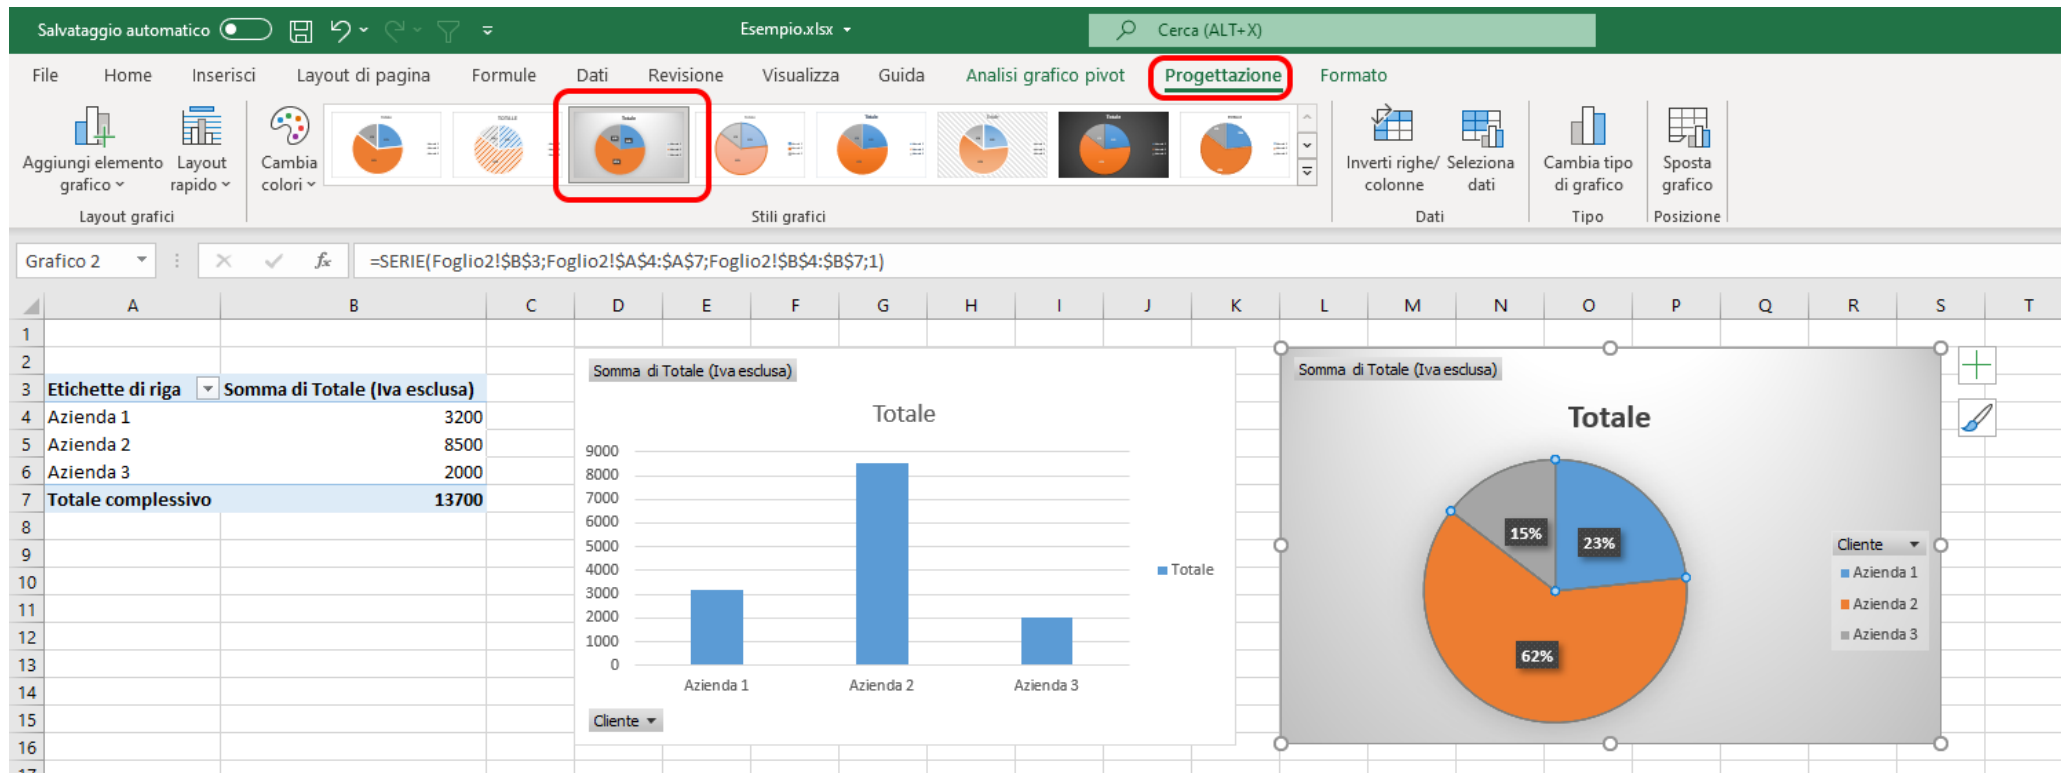 Salvataggio automatico
Esempio.xlsx
Cerca (ALT+X)
File Home Inserisci Layout di pagina Formule Dati Revisione Visualizza Guida Analisi grafico pivot Progettazione Formato
Aggiungi elemento grafico
Layout rapido
Cambia colori
Inverti righe/ colonne
Seleziona dati
Cambia tipo di grafico
Sposta grafico
Layout grafici Stili grafici Dati Tipo Posizione
Grafico 2 fx =SERIE(Foglio2!$B$3;Foglio2!$A$4:$A$7;Foglio2!$B$4:$B$7;1)
A B C D E F G H I J K L M N O P Q R S T
1
2
3 Etichette di riga Somma di Totale (Iva esclusa)
4 Azienda 1 3200
5 Azienda 2 8500
6 Azienda 3 2000
7 Totale complessivo 13700
8
9
10
11
12
13
14
15
16
17
Somma di Totale (Iva esclusa)
Totale
9000
8000
7000
6000
5000
4000
3000
2000
1000
0
Azienda 1 Azienda 2 Azienda 3
Totale
Cliente
Somma di Totale (Iva esclusa)
Totale
15%
23%
62%
Cliente
Azienda 1
Azienda 2
Azienda 3